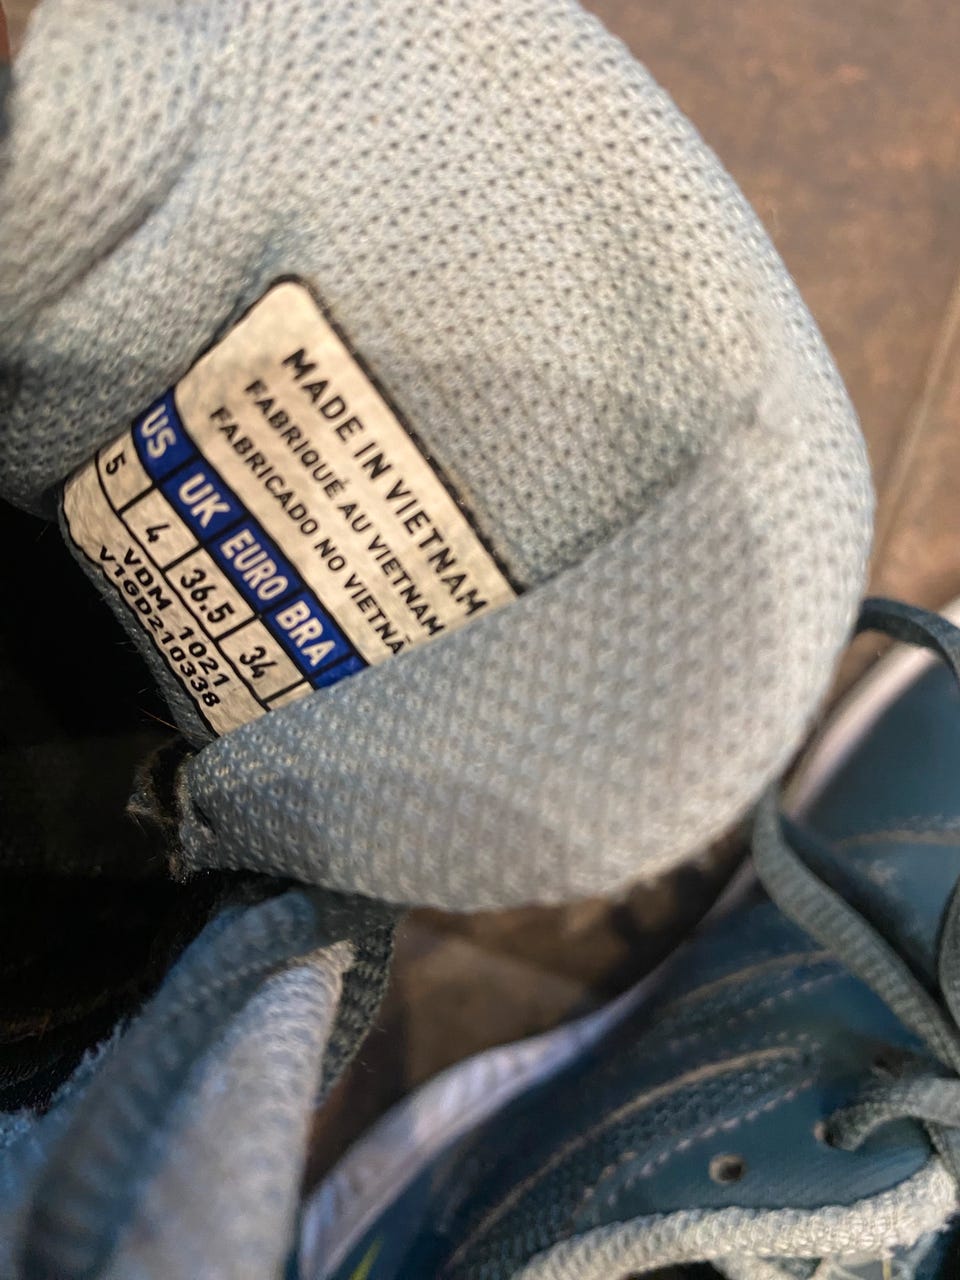 MADE IN VIETNAM
FABRIQUÉ AU VIETNAM
FABRICADO NO VIETNÃ
US UK EURO BRA
5 4 36.5 34
VDM 1021
V1GD210338